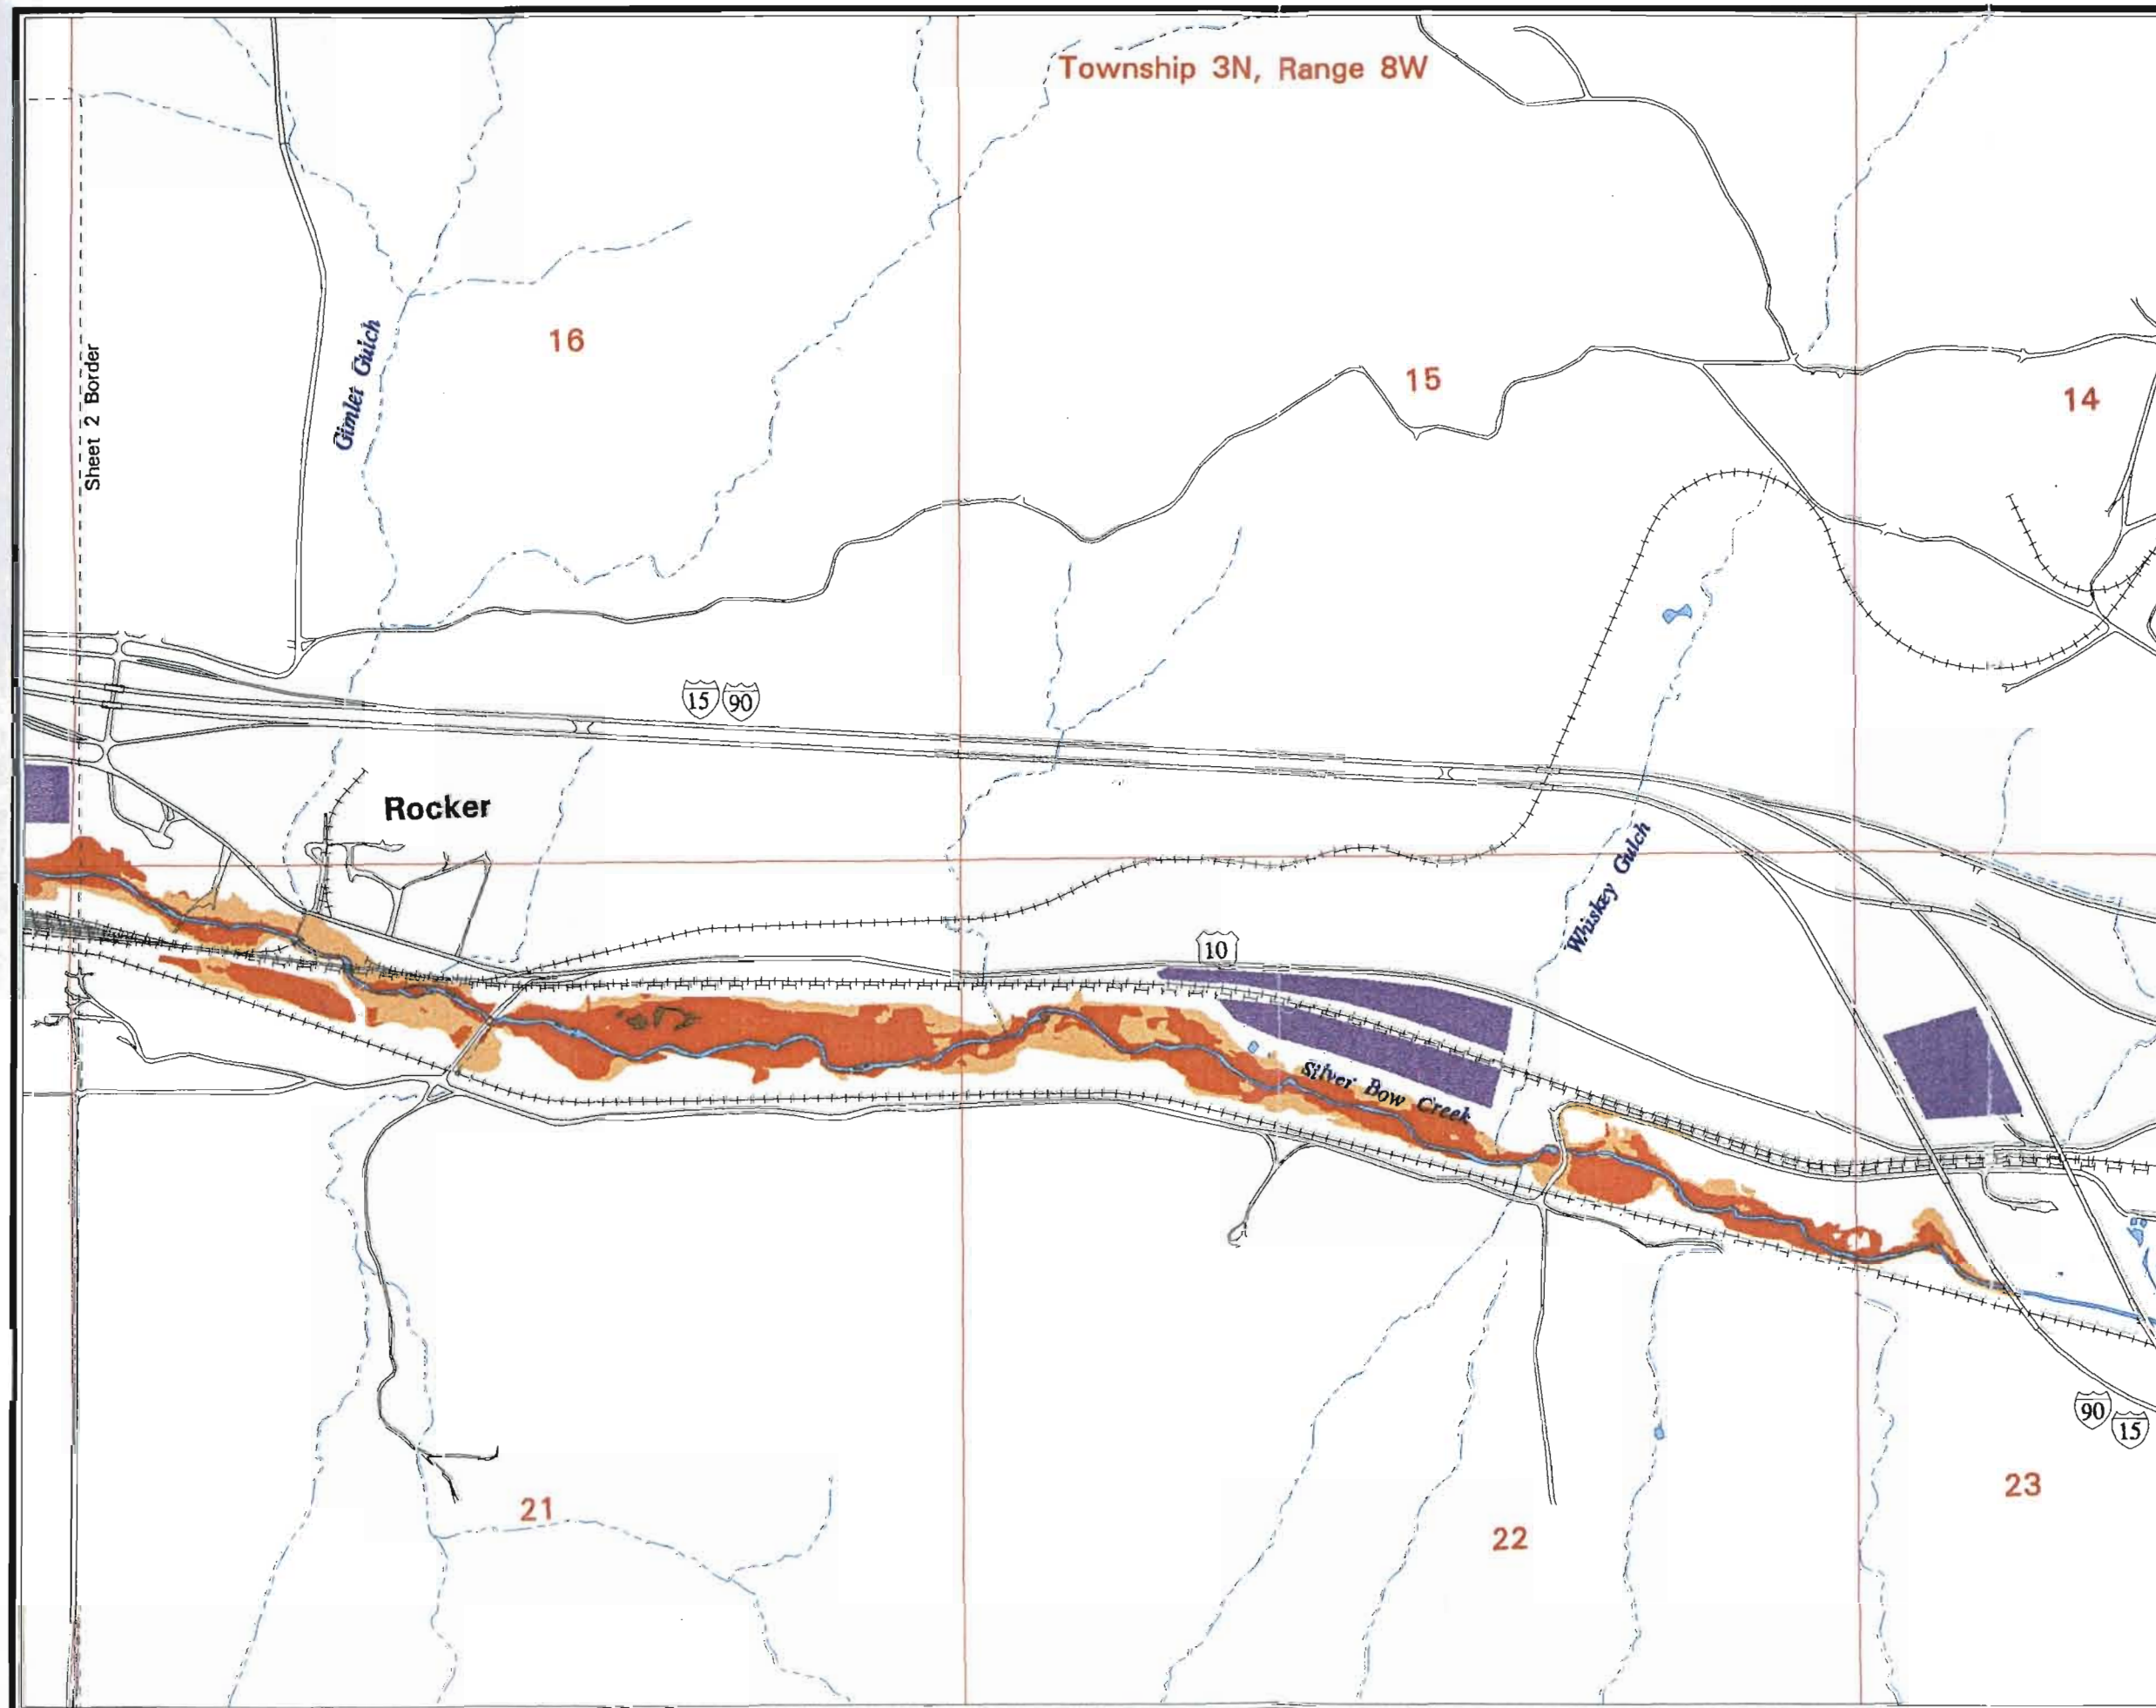 Township 3N, Range 8W
Sheet 2 Border
Gimlet Gulch
16
15
14
15 90
Rocker
Whiskey Gulch
10
Silver Bow Creek
90 15
21
22
23